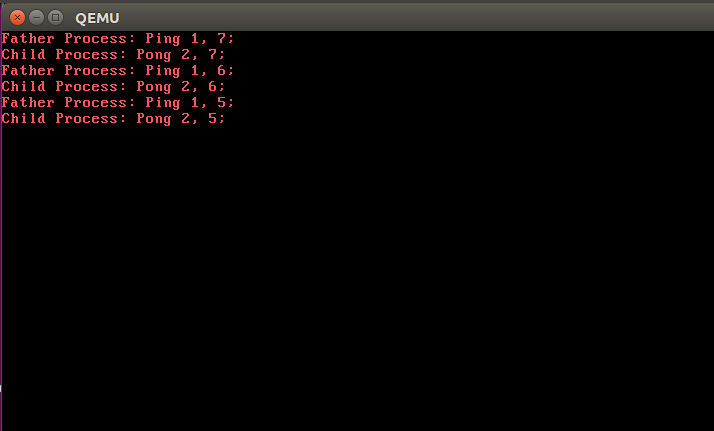 QEMU
Father Process: Ping 1, 7;
Child Process: Pong 2, 7;
Father Process: Ping 1, 6;
Child Process: Pong 2, 6;
Father Process: Ping 1, 5;
Child Process: Pong 2, 5;